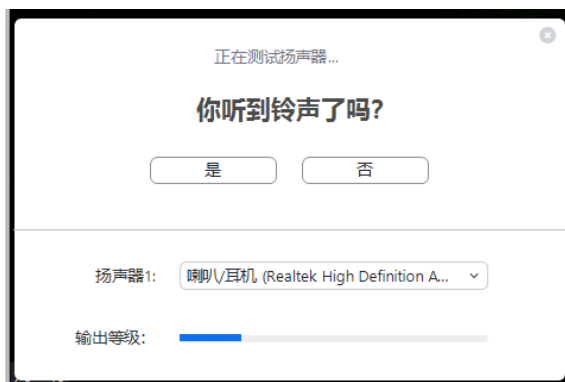 正在测试扬声器...
你听到铃声了吗?
是
否
扬声器1:
喇叭/耳机 (Realtek High Definition A...
输出等级: